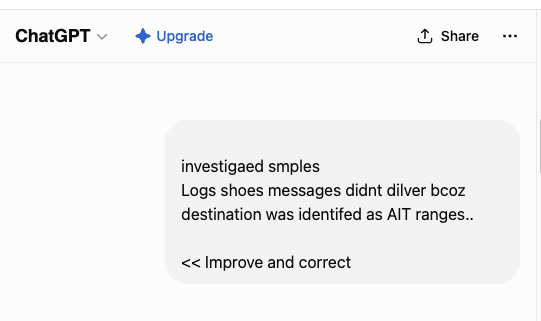 ChatGPT Upgrade Share
investigaed smples
Logs shoes messages didnt dilver bcoz
destination was identifed as AIT ranges..
<< Improve and correct